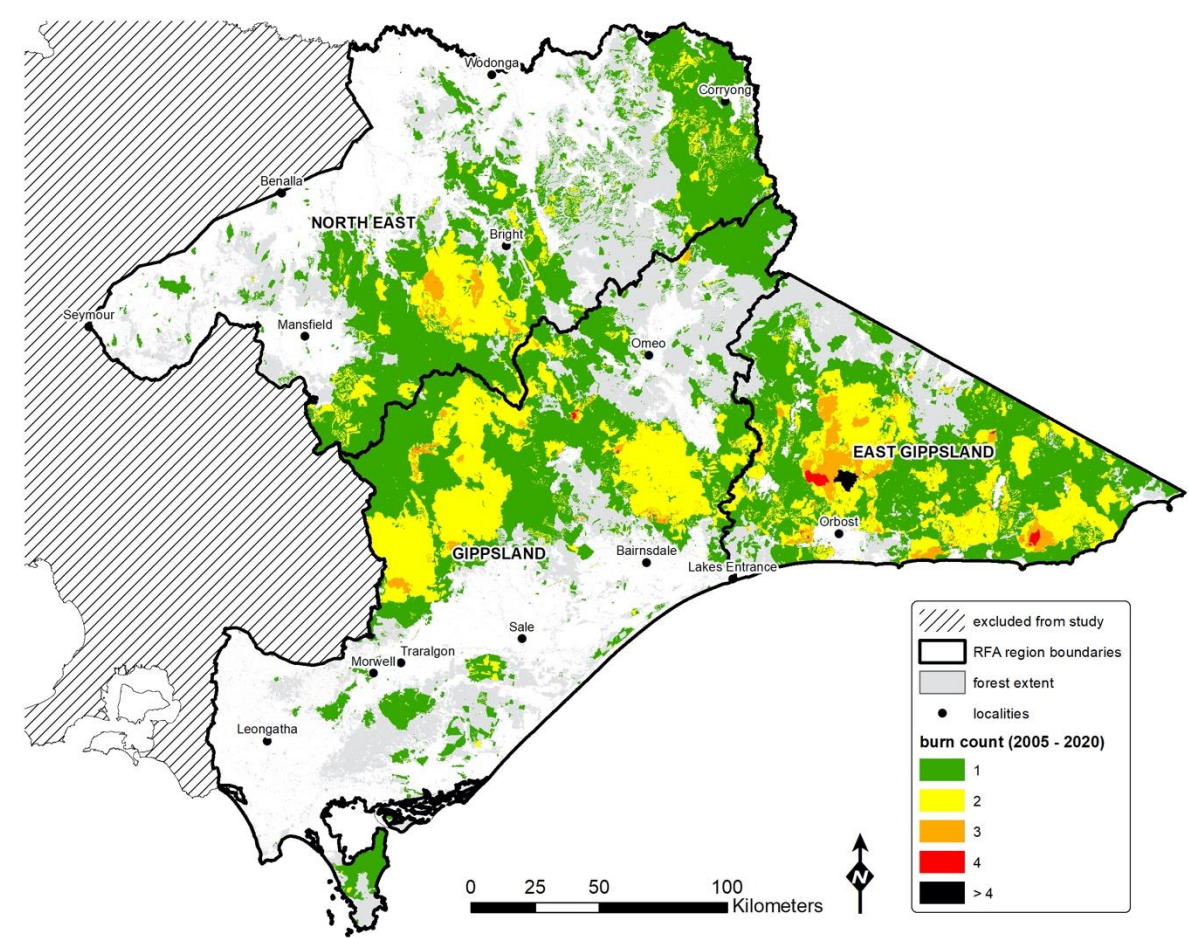 Wodonga
Corryong
Benalla
NORTH EAST
Bright
Seymour
Mansfield
Omeo
EAST GIPPSLAND
Orbost
GIPPSLAND
Bairnsdale
Lakes Entrance
Sale
Traralgon
Morwell
Leongatha
excluded from study
RFA region boundaries
forest extent
localities
burn count (2005 - 2020)
1
2
3
4
> 4
N
0 25 50 100
Kilometers